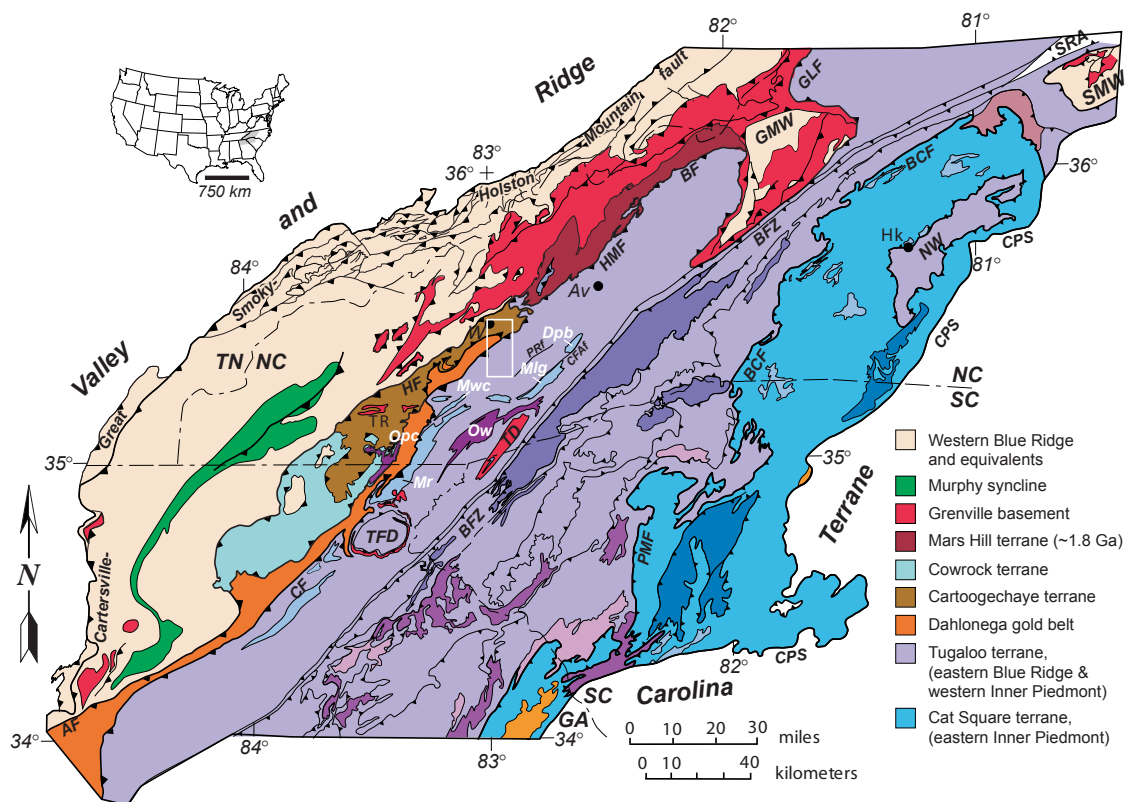 82°
81°
SRA
SMW
Ridge
fault
Mountain
Holston
GLF
GMW
750 km
83°
36°
36°
and
BF
BCF
Hk
NW
CPS
81°
HMF
BFZ
Av
84°
Smoky-
TN
NC
W
Dpb
PRf
CFAf
Mlg
Mwc
BCF
CPS
NC
SC
Valley
HF
TR
Opc
Ow
TD
Great
35°
Mr
35°
BFZ
TFD
PMF
Terrane
N
CF
Cartersville-
82°
CPS
SC
Carolina
GA
AF
34°
84°
83°
34°
0 10 20 30
miles
0 10 20 40
kilometers
Western Blue Ridge
and equivalents
Murphy syncline
Grenville basement
Mars Hill terrane (~1.8 Ga)
Cowrock terrane
Cartoogechaye terrane
Dahlonega gold belt
Tugaloo terrane,
(eastern Blue Ridge &
western Inner Piedmont)
Cat Square terrane,
(eastern Inner Piedmont)